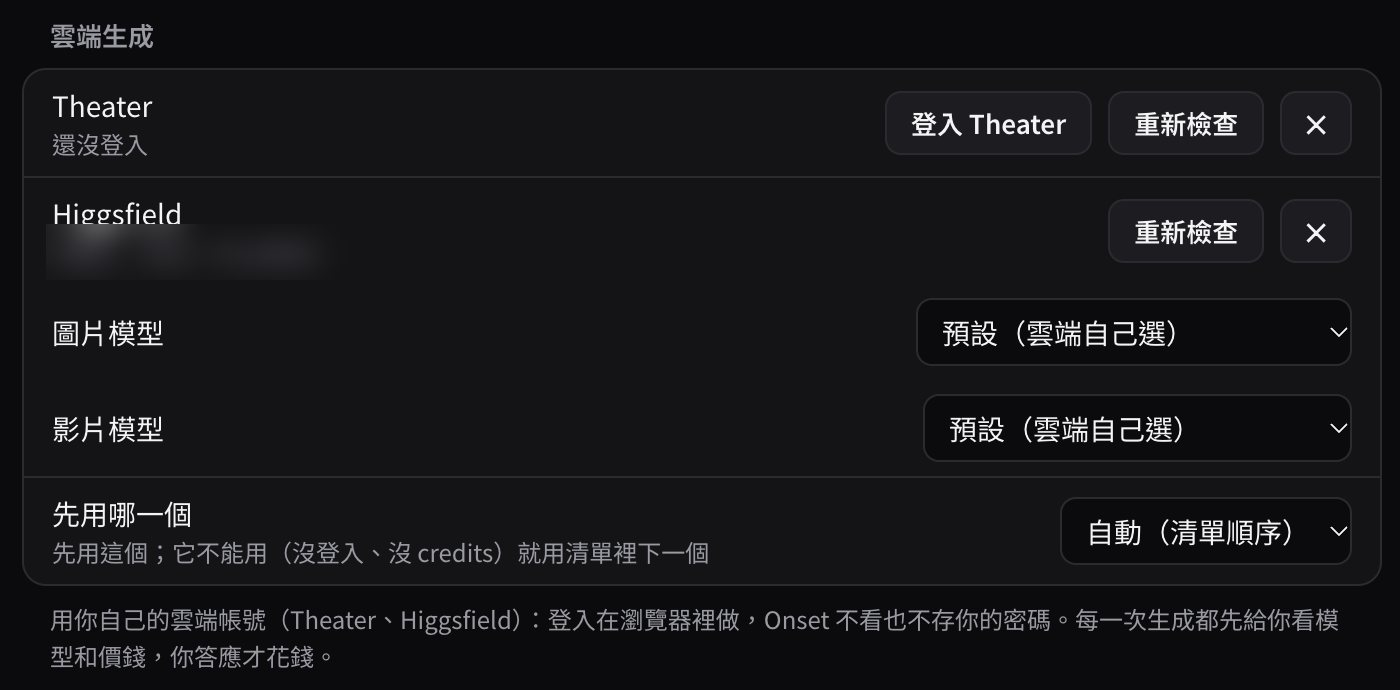 雲端生成
Theater
還沒登入
登入 Theater
重新檢查
×
Higgsfield
重新檢查
×
圖片模型
預設（雲端自己選）
影片模型
預設（雲端自己選）
先用哪一個
先用這個；它不能用（沒登入、沒 credits）就用清單裡下一個
自動（清單順序）
用你自己的雲端帳號（Theater、Higgsfield）：登入在瀏覽器裡做，Onset 不看也不存你的密碼。每一次生成都先給你看模
型和價錢，你答應才花錢。